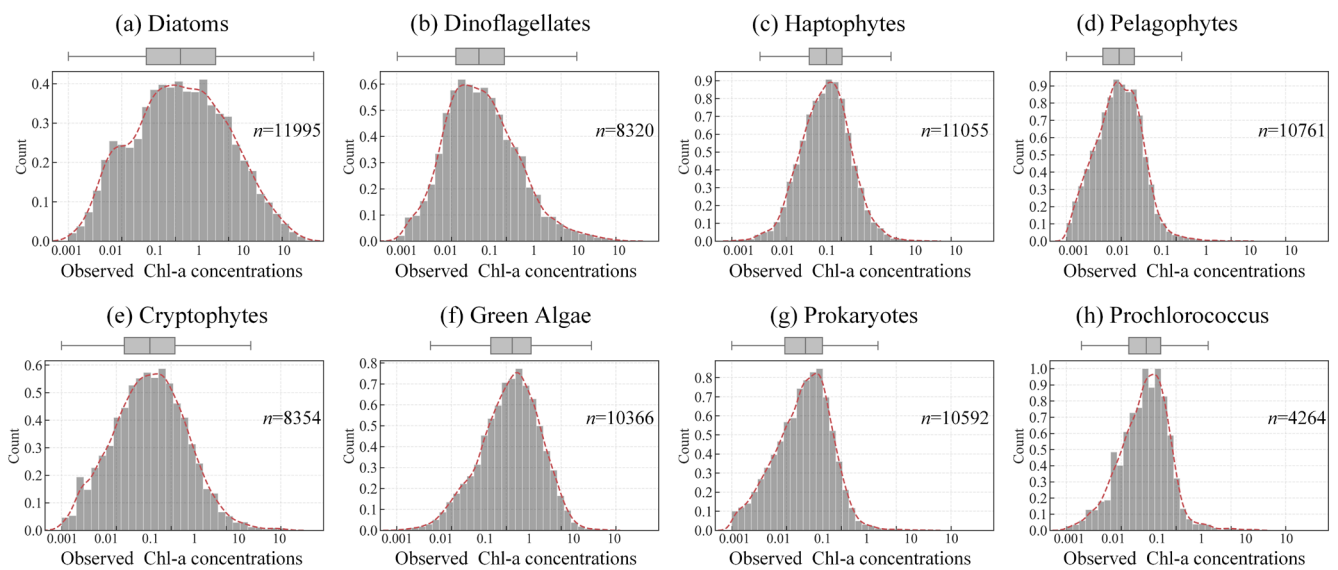 (a) Diatoms
(b) Dinoflagellates
(c) Haptophytes
(d) Pelagophytes
0.4
0.3
0.2
0.1
0.0
Count
n=11995
0.001 0.01 0.1 1 10
Observed Chl-a concentrations
0.6
0.5
0.4
0.3
0.2
0.1
0.0
Count
n=8320
0.001 0.01 0.1 1 10
Observed Chl-a concentrations
0.9
0.8
0.7
0.6
0.5
0.4
0.3
0.2
0.1
0.0
Count
n=11055
0.001 0.01 0.1 1 10
Observed Chl-a concentrations
0.9
0.8
0.7
0.6
0.5
0.4
0.3
0.2
0.1
0.0
Count
n=10761
0.001 0.01 0.1 1 10 10
Observed Chl-a concentrations
(e) Cryptophytes
(f) Green Algae
(g) Prokaryotes
(h) Prochlorococcus
0.6
0.5
0.4
0.3
0.2
0.1
0.0
Count
n=8354
0.001 0.01 0.1 1 10 10
Observed Chl-a concentrations
0.8
0.7
0.6
0.5
0.4
0.3
0.2
0.1
0.0
Count
n=10366
0.001 0.01 0.1 1 10
Observed Chl-a concentrations
0.8
0.7
0.6
0.5
0.4
0.3
0.2
0.1
0.0
Count
n=10592
0.001 0.01 0.1 1 10 10
Observed Chl-a concentrations
1.0
0.9
0.8
0.7
0.6
0.5
0.4
0.3
0.2
0.1
0.0
Count
n=4264
0.001 0.01 0.1 1 10
Observed Chl-a concentrations